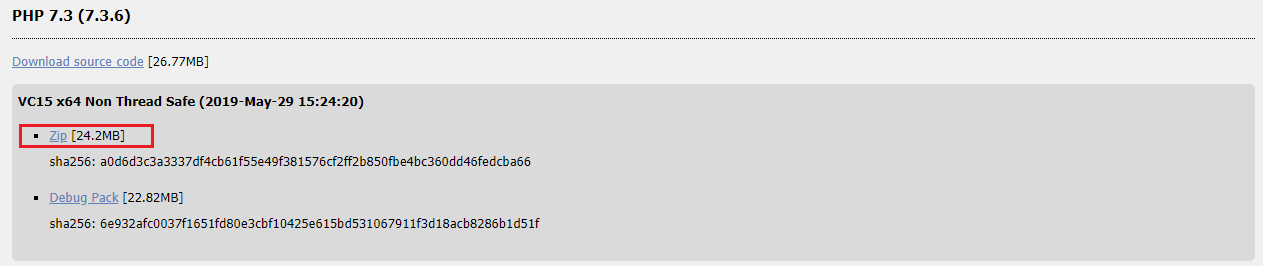 PHP 7.3 (7.3.6)
Download source code [26.77MB]
VC15 x64 Non Thread Safe (2019-May-29 15:24:20)
Zip [24.2MB]
sha256: a0d6d3c3a3337df4cb61f55e49f381576cf2ff2b850fbe4bc360dd46fedcba66
Debug Pack [22.82MB]
sha256: 6e932afc0037f1651fd80e3cbf10425e615bd531067911f3d18acb8286b1d51f